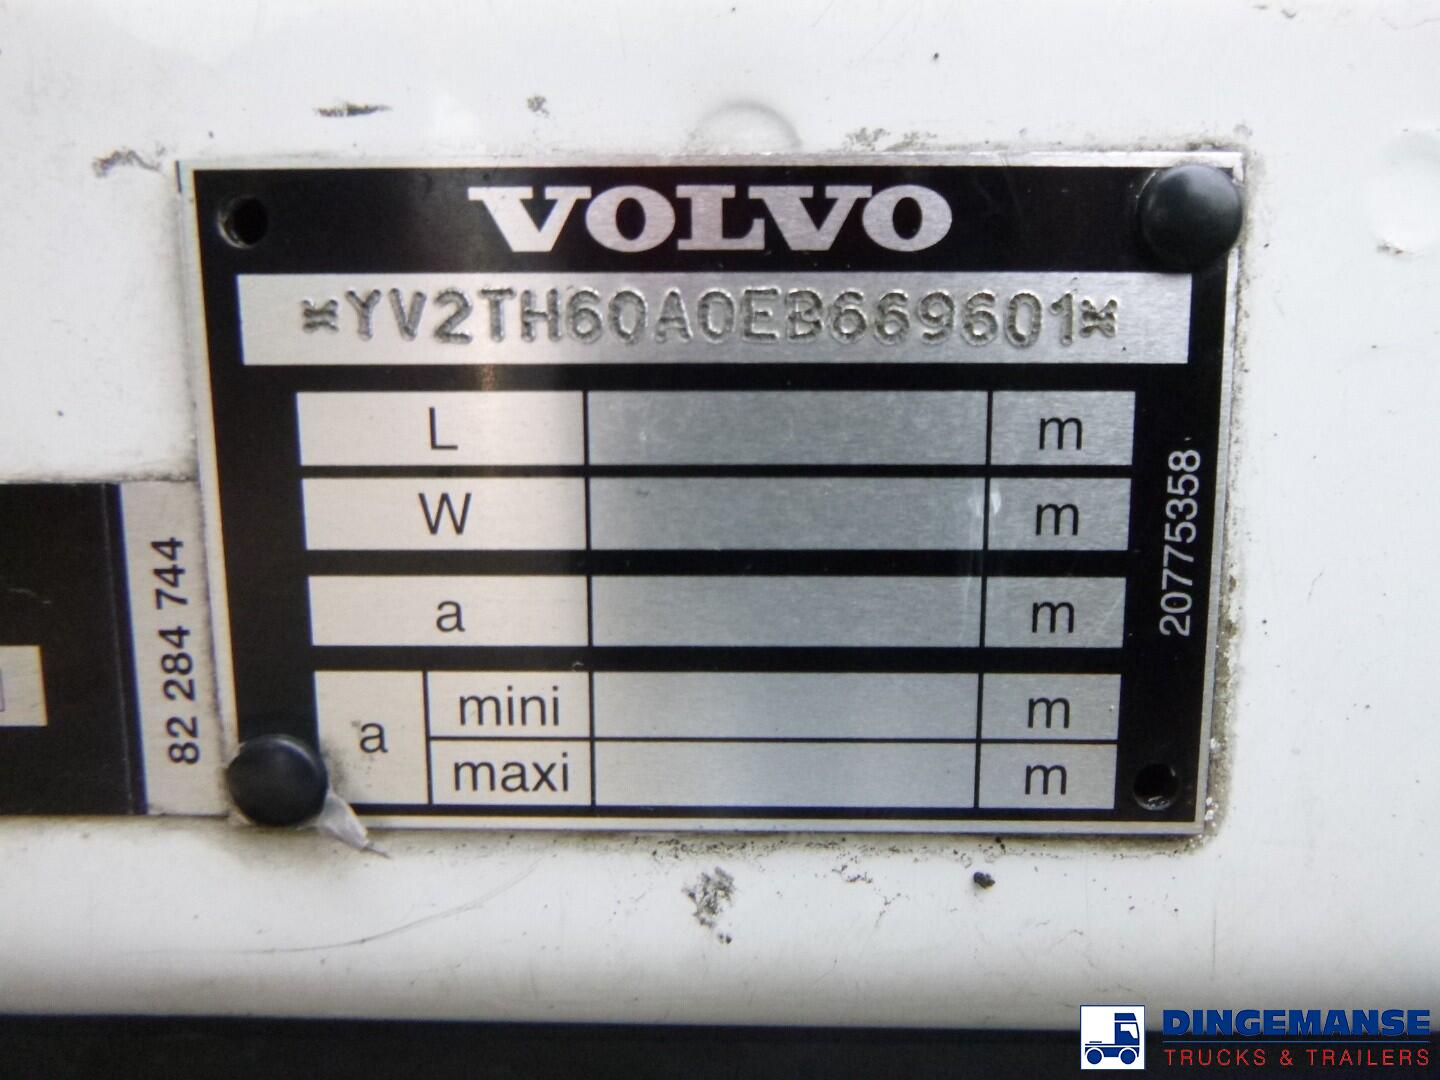 VOLVO
*YV2TH60A0EB669601*
L m
W m
a m
a mini m
maxi m
20775358
82 284 744
DINGEMANSE
TRUCKS & TRAILERS